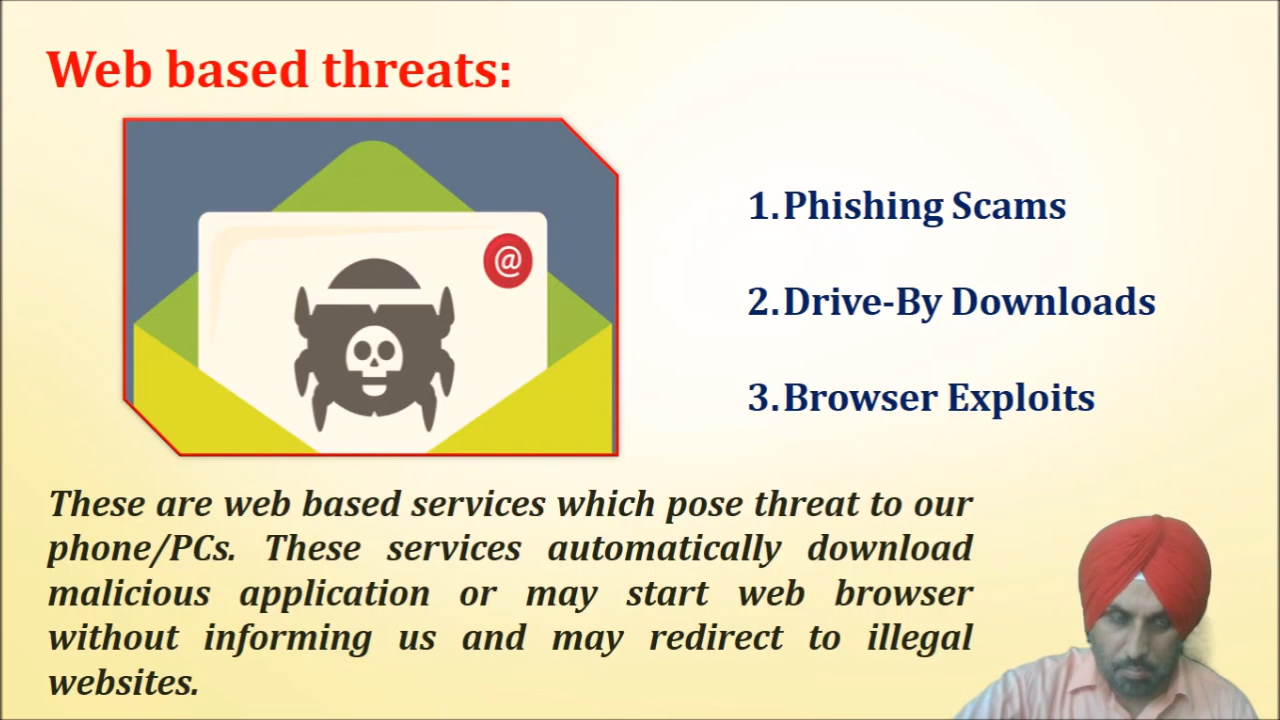 Web based threats:
@
1.Phishing Scams
2.Drive-By Downloads
3.Browser Exploits
These are web based services which pose threat to our
phone/PCs. These services automatically download
malicious application or may start web browser
without informing us and may redirect to illegal
websites.